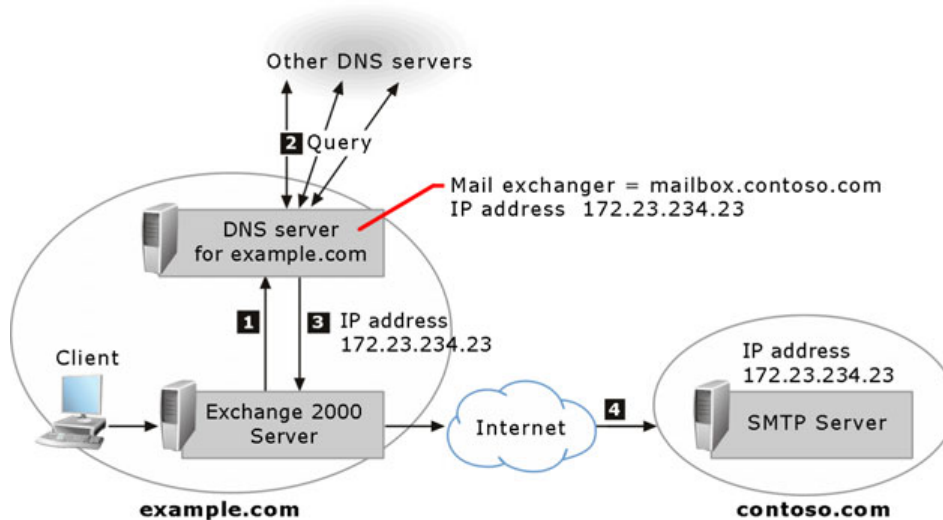 Other DNS servers
2 Query
Mail exchanger = mailbox.contoso.com
IP address 172.23.234.23
DNS server
for example.com
1
3 IP address
172.23.234.23
Client
Exchange 2000
Server
Internet
4
IP address
172.23.234.23
SMTP Server
example.com
contoso.com